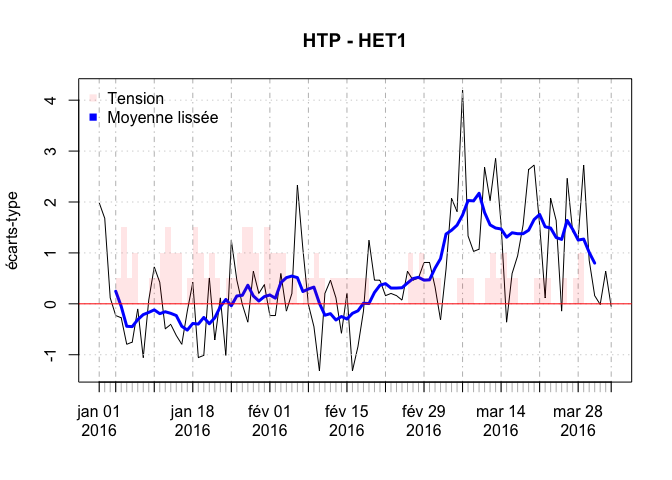 HTP - HET1
Tension
Moyenne lissée
écarts-type
4
3
2
1
0
-1
jan 01 2016
jan 18 2016
fév 01 2016
fév 15 2016
fév 29 2016
mar 14 2016
mar 28 2016